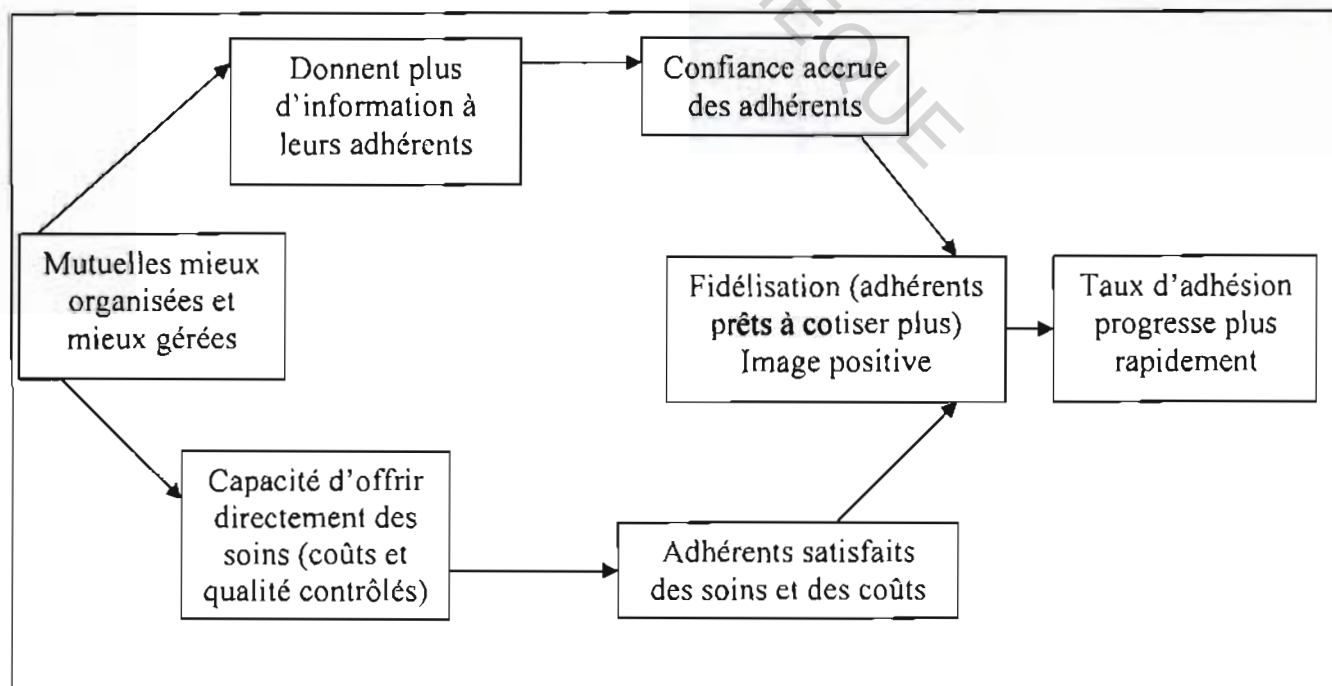 Donnent plus
d'information à
leurs adhérents
Confiance accrue
des adhérents
Mutuelles mieux
organisées et
mieux gérées
Fidélisation (adhérents
prêts à cotiser plus)
Image positive
Taux d'adhésion
progresse plus
rapidement
Capacité d'offrir
directement des
soins (coûts et
qualité contrôlés)
Adhérents satisfaits
des soins et des coûts